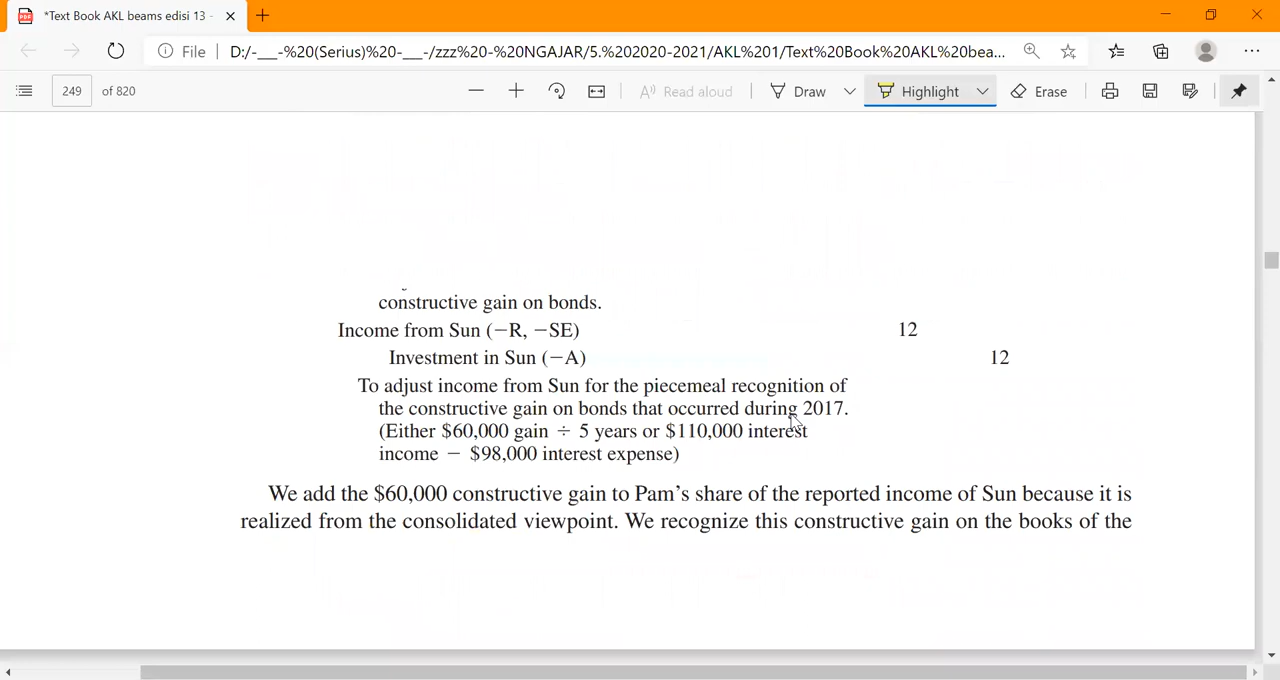 *Text Book AKL beams edisi 13 -
File
D:/-___-%20(Serius)%20-___-/zzz%20-%20NGAJAR/5.%202020-2021/AKL%201/Text%20Book%20AKL%20bea...
249 of 820
Read aloud
Draw
Highlight
Erase
constructive gain on bonds.
Income from Sun (−R, −SE) 12
Investment in Sun (−A) 12
To adjust income from Sun for the piecemeal recognition of
the constructive gain on bonds that occurred during 2017.
(Either $60,000 gain ÷ 5 years or $110,000 interest
income − $98,000 interest expense)
We add the $60,000 constructive gain to Pam's share of the reported income of Sun because it is
realized from the consolidated viewpoint. We recognize this constructive gain on the books of the